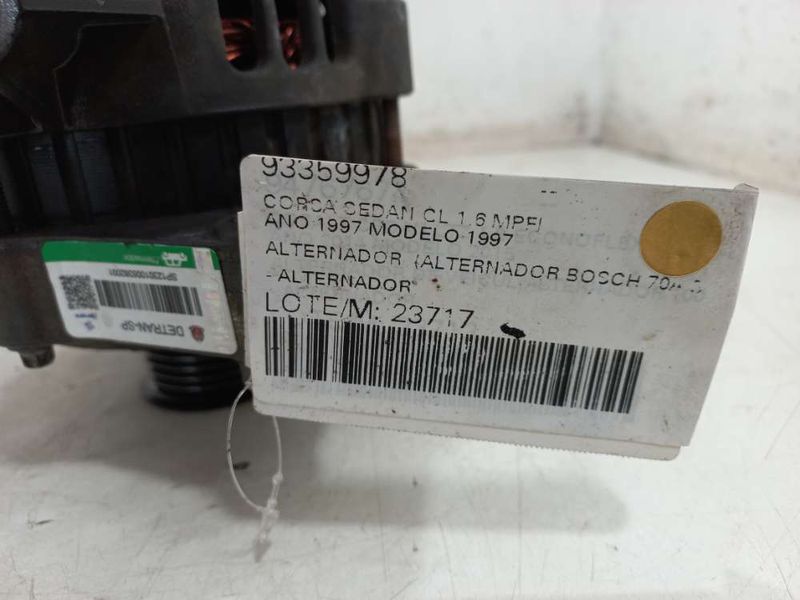 93359978
CORSA SEDAN CL 1.6 MPFI
ANO 1997 MODELO 1997
ALTERNADOR (ALTERNADOR BOSCH 70A
- ALTERNADOR
LOTE/M: 23717
DETRAN-SP